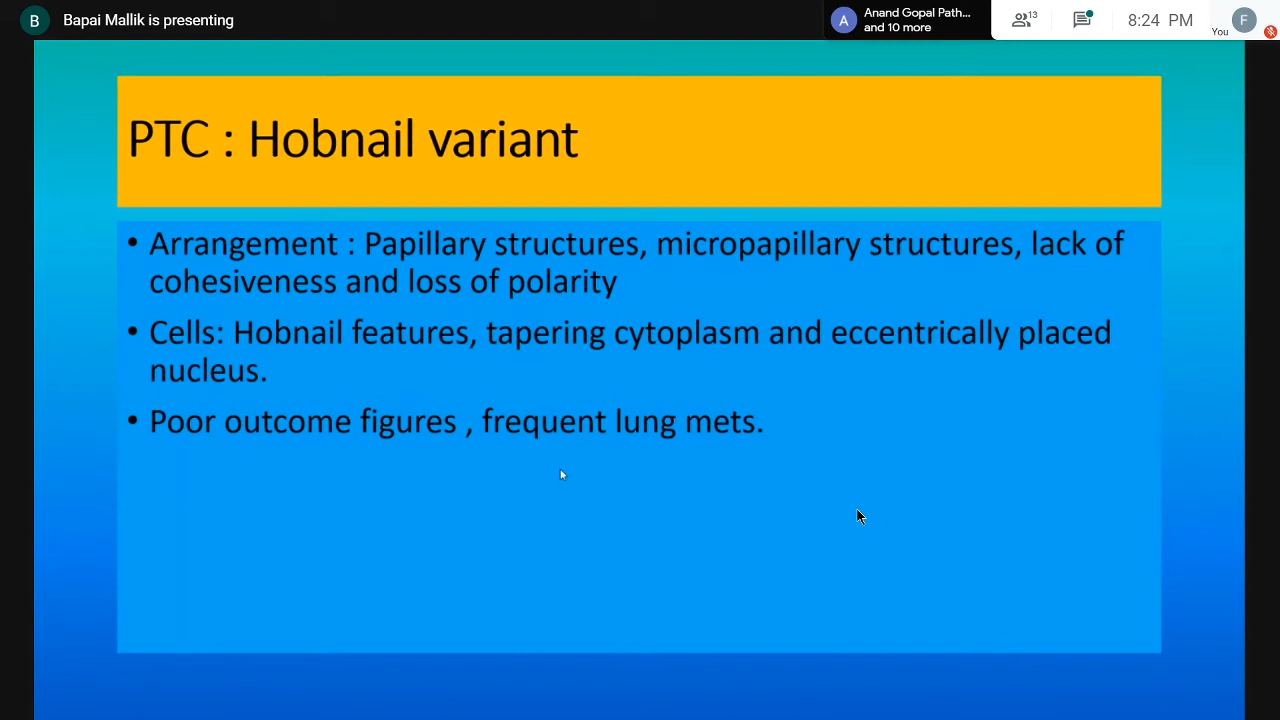 B Bapai Mallik is presenting
A Anand Gopal Path...
and 10 more
13
8:24 PM
You F
PTC : Hobnail variant
• Arrangement : Papillary structures, micropapillary structures, lack of
cohesiveness and loss of polarity
• Cells: Hobnail features, tapering cytoplasm and eccentrically placed
nucleus.
• Poor outcome figures , frequent lung mets.